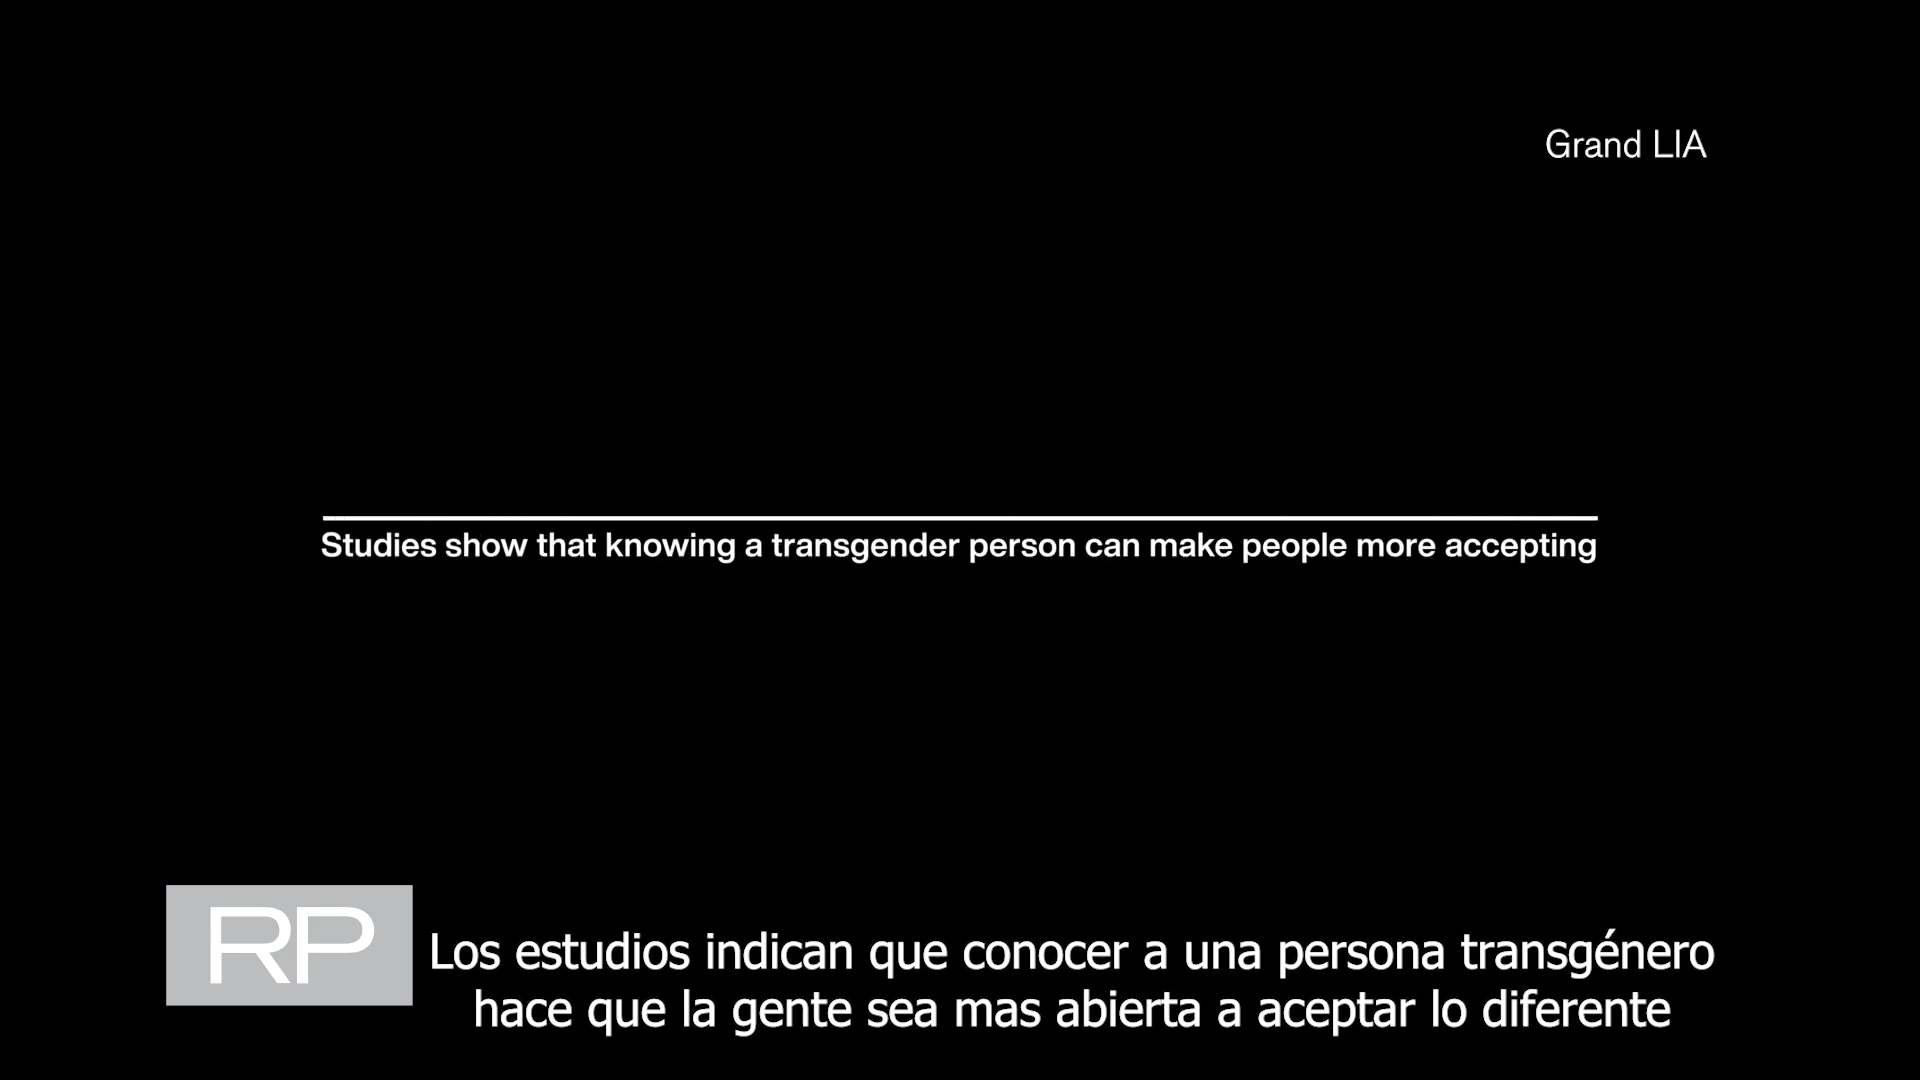 Grand LIA
Studies show that knowing a transgender person can make people more accepting
RP
Los estudios indican que conocer a una persona transgénero
hace que la gente sea mas abierta a aceptar lo diferente